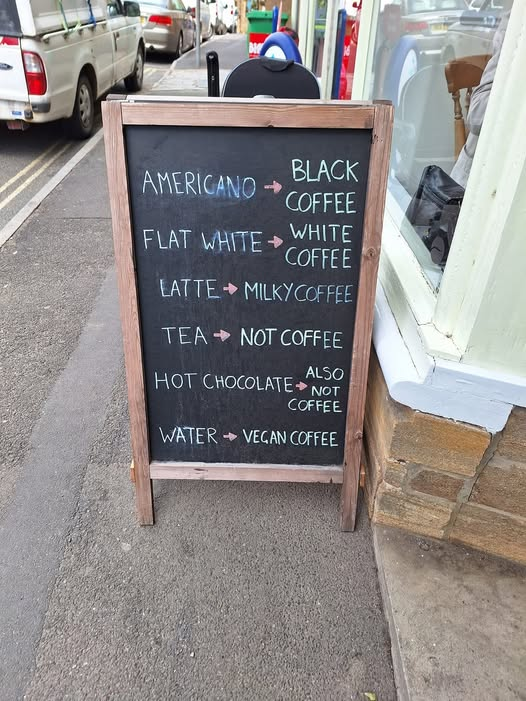 AMERICANO → BLACK
COFFEE
FLAT WHITE → WHITE
COFFEE
LATTE → MILKY COFFEE
TEA → NOT COFFEE
HOT CHOCOLATE → ALSO
NOT
COFFEE
WATER → VEGAN COFFEE